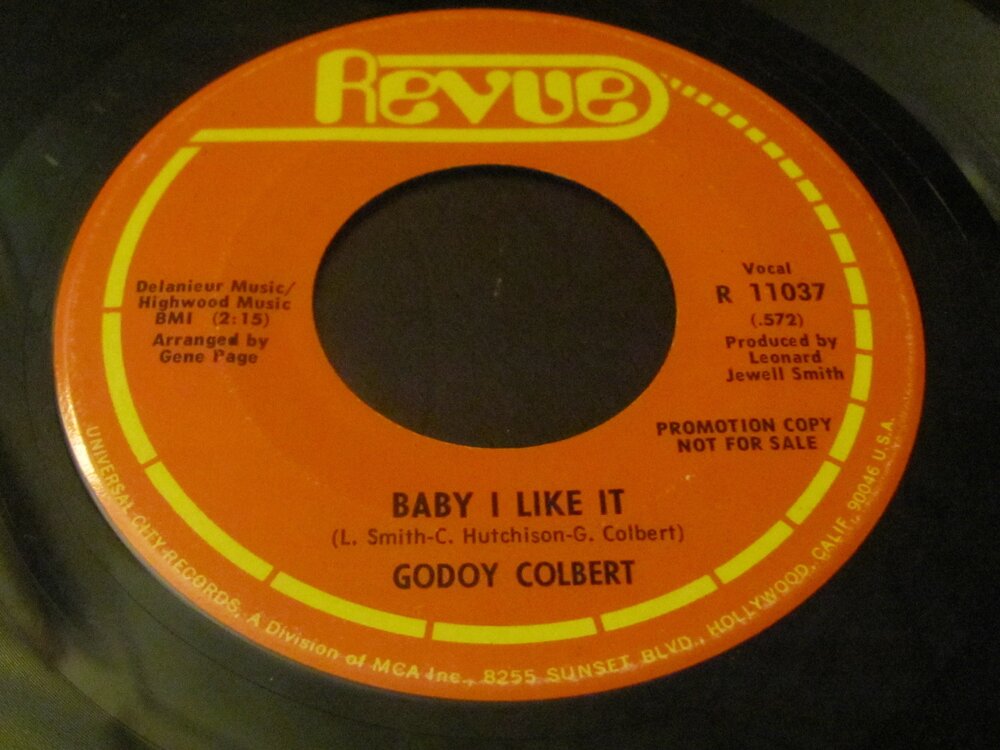 Revue
Delanieur Music/
Highwood Music
BMI (2:15)
Arranged by
Gene Page
Vocal
R 11037
(.572)
Produced by
Leonard
Jewell Smith
PROMOTION COPY
NOT FOR SALE
BABY I LIKE IT
(L. Smith-C. Hutchison-G. Colbert)
GODOY COLBERT
UNIVERSAL CITY RECORDS, A Division of MCA Inc., 8255 SUNSET BLVD., HOLLYWOOD, CALIF. 90046 U.S.A.